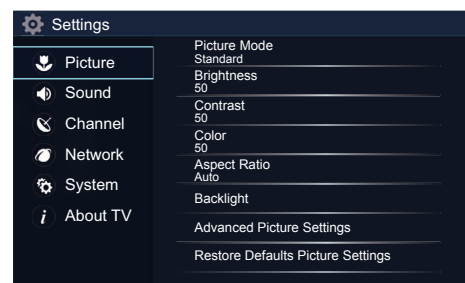 Settings
Picture
Sound
Channel
Network
System
About TV
Picture Mode
Standard
Brightness
50
Contrast
50
Color
50
Aspect Ratio
Auto
Backlight
Advanced Picture Settings
Restore Defaults Picture Settings